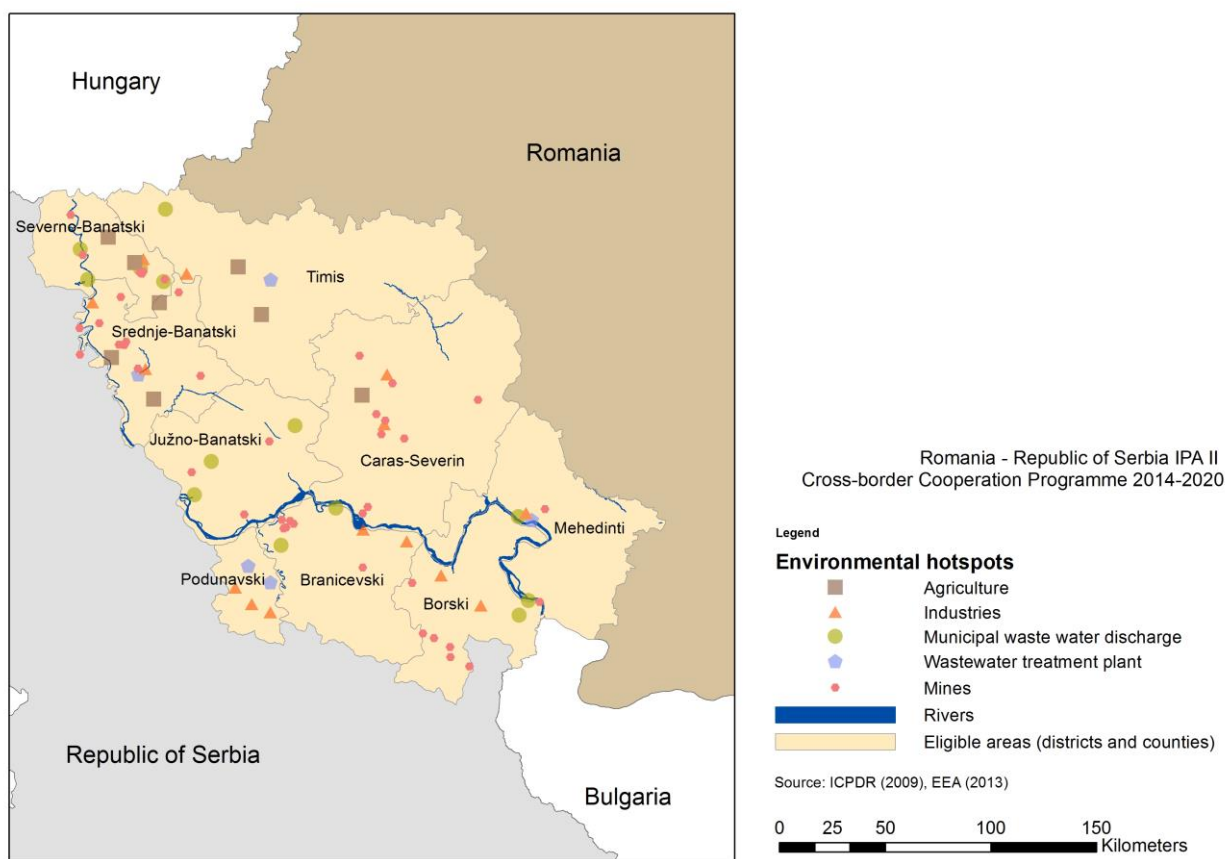 Hungary
Romania
Severno-Banatski
Timis
Srednje-Banatski
Južno-Banatski
Caras-Severin
Mehedinti
Podunavski
Branicevski
Borski
Republic of Serbia
Bulgaria
Romania - Republic of Serbia IPA II
Cross-border Cooperation Programme 2014-2020
Legend
Environmental hotspots
Agriculture
Industries
Municipal waste water discharge
Wastewater treatment plant
Mines
Rivers
Eligible areas (districts and counties)
Source: ICPDR (2009), EEA (2013)
0 25 50 100 150
Kilometers